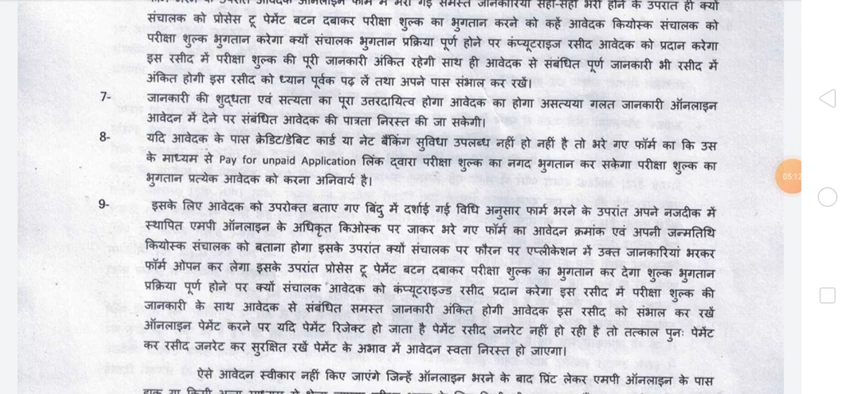 संचालक को प्रोसेस टू पेमेंट बटन दबाकर परीक्षा शुल्क का भुगतान करने को कहें आवेदक कियोस्क संचालक को
परीक्षा शुल्क भुगतान करेगा क्यों संचालक भुगतान प्रक्रिया पूर्ण होने पर कंप्यूटराइज रसीद आवेदक को प्रदान करेगा
इस रसीद में परीक्षा शुल्क की पूरी जानकारी अंकित रहेगी साथ ही आवेदक से संबंधित पूर्ण जानकारी भी रसीद में
अंकित होगी इस रसीद को ध्यान पूर्वक पढ़ लें तथा अपने पास संभाल कर रखें।
7- जानकारी की शुद्धता एवं सत्यता का पूरा उत्तरदायित्व होगा आवेदक का होगा असत्यया गलत जानकारी ऑनलाइन
आवेदन में देने पर संबंधित आवेदक की पात्रता निरस्त की जा सकेगी।
8- यदि आवेदक के पास क्रेडिट/डेबिट कार्ड या नेट बैंकिंग सुविधा उपलब्ध नहीं हो नहीं है तो भरे गए फॉर्म का कि उस
के माध्यम से Pay for unpaid Application लिंक द्वारा परीक्षा शुल्क का नगद भुगतान कर सकेगा परीक्षा शुल्क का
भुगतान प्रत्येक आवेदक को करना अनिवार्य है।
9- इसके लिए आवेदक को उपरोक्त बताए गए बिंदु में दर्शाई गई विधि अनुसार फार्म भरने के उपरांत अपने नजदीक में
स्थापित एमपी ऑनलाइन के अधिकृत किओस्क पर जाकर भरे गए फॉर्म का आवेदन क्रमांक एवं अपनी जन्मतिथि
कियोस्क संचालक को बताना होगा इसके उपरांत क्यों संचालक पर फौरन पर एप्लीकेशन में उक्त जानकारियां भरकर
फॉर्म ओपन कर लेगा इसके उपरांत प्रोसेस टू पेमेंट बटन दबाकर परीक्षा शुल्क का भुगतान कर देगा शुल्क भुगतान
प्रक्रिया पूर्ण होने पर क्यों संचालक आवेदक को कंप्यूटराइज्ड रसीद प्रदान करेगा इस रसीद में परीक्षा शुल्क की
जानकारी के साथ आवेदक से संबंधित समस्त जानकारी अंकित होगी आवेदक इस रसीद को संभाल कर रखें
ऑनलाइन पेमेंट करने पर यदि पेमेंट रिजेक्ट हो जाता है पेमेंट रसीद जनरेट नहीं हो रही है तो तत्काल पुनः पेमेंट
कर रसीद जनरेट कर सुरक्षित रखें पेमेंट के अभाव में आवेदन स्वता निरस्त हो जाएगा।
ऐसे आवेदन स्वीकार नहीं किए जाएंगे जिन्हें ऑनलाइन भरने के बाद प्रिंट लेकर एमपी ऑनलाइन के पास
05:12